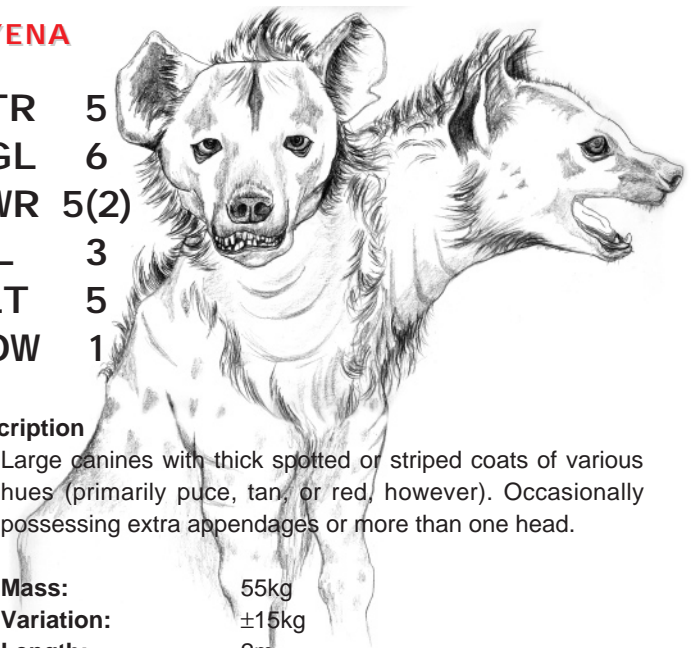 YENA
TR 5
GL 6
WR 5(2)
L 3
LT 5
OW 1
cription
Large canines with thick spotted or striped coats of various
hues (primarily puce, tan, or red, however). Occasionally
possessing extra appendages or more than one head.
Mass: 55kg
Variation: ±15kg
Length: